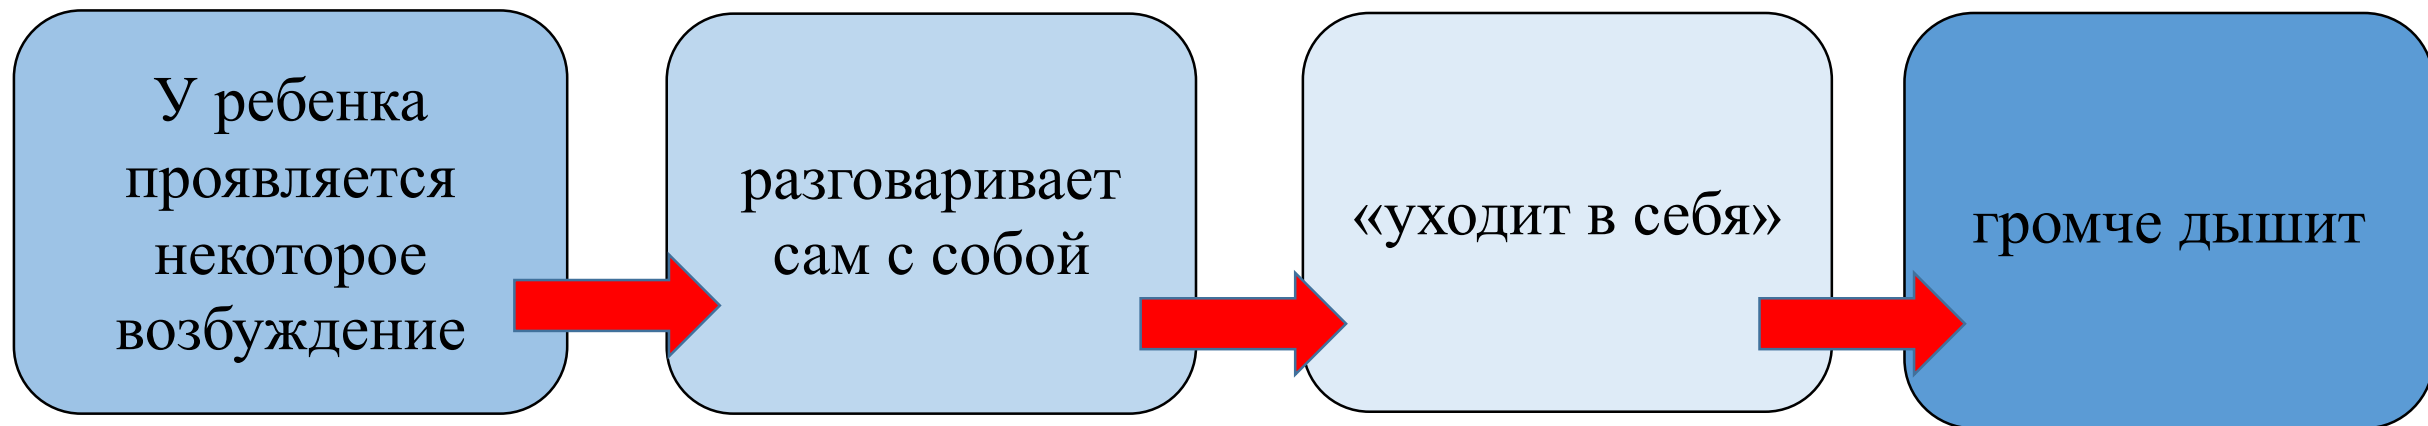 У ребенка
проявляется
некоторое
возбуждение
разговаривает
сам с собой
«уходит в себя»
громче дышит